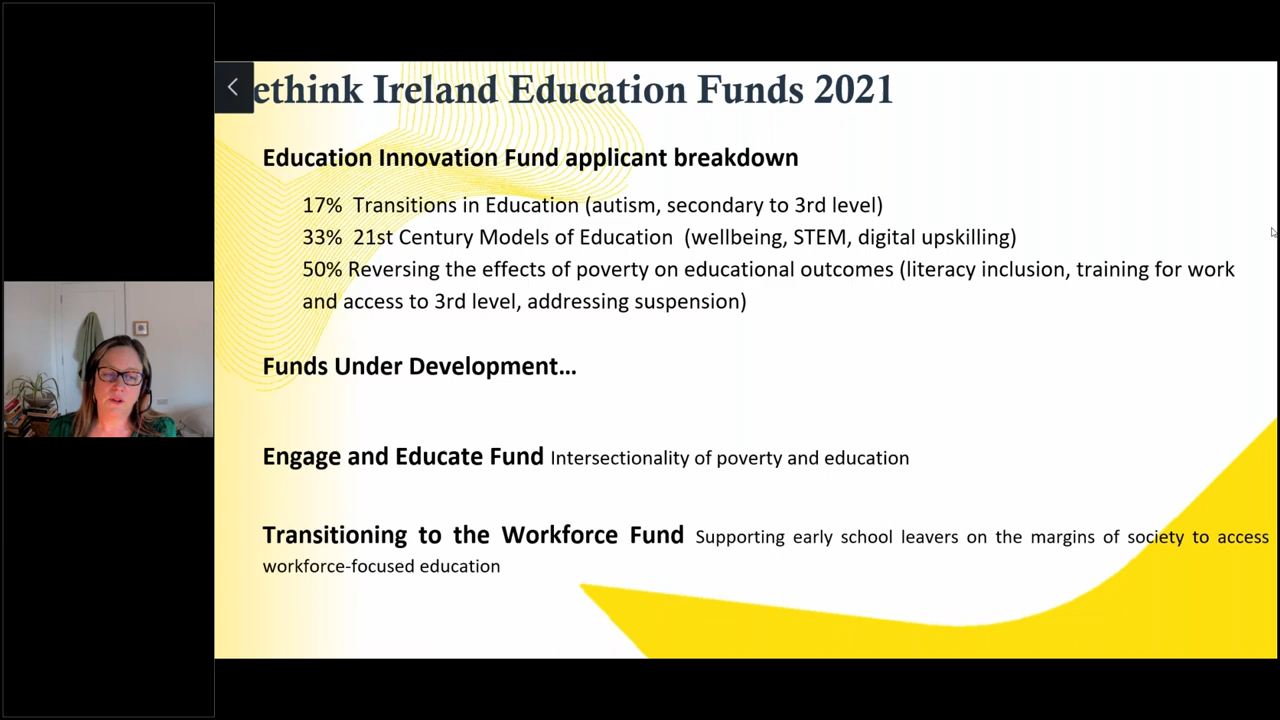 ethink Ireland Education Funds 2021
Education Innovation Fund applicant breakdown
17% Transitions in Education (autism, secondary to 3rd level)
33% 21st Century Models of Education (wellbeing, STEM, digital upskilling)
50% Reversing the effects of poverty on educational outcomes (literacy inclusion, training for work
and access to 3rd level, addressing suspension)
Funds Under Development...
Engage and Educate Fund Intersectionality of poverty and education
Transitioning to the Workforce Fund Supporting early school leavers on the margins of society to access
workforce-focused education